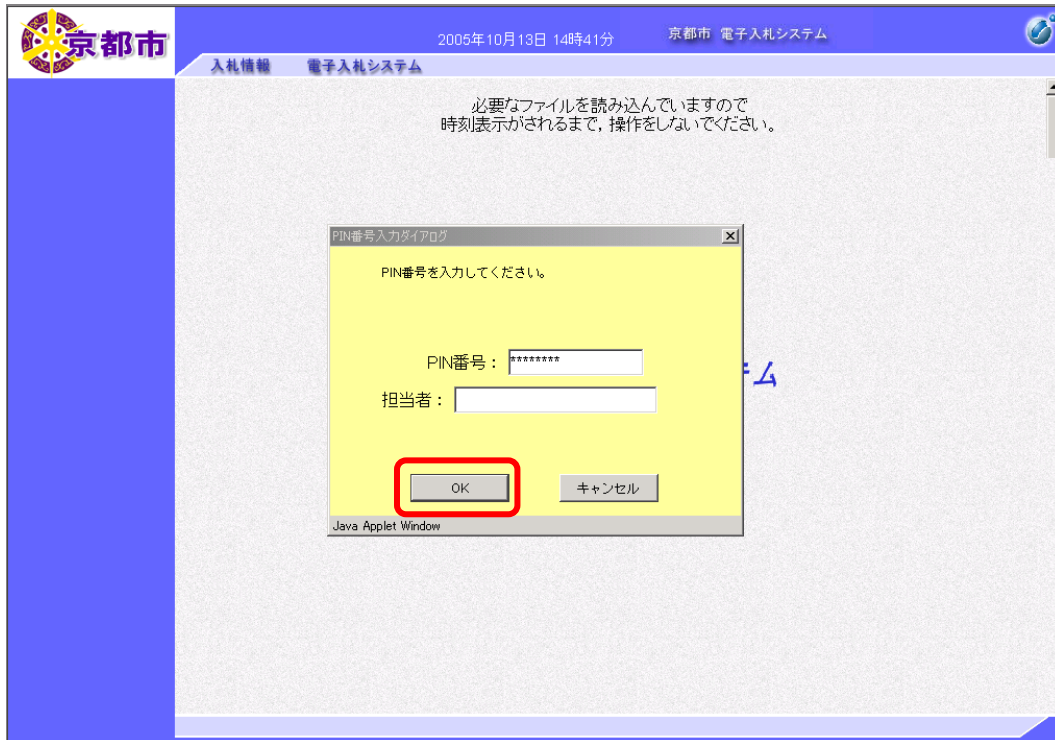 京都市
2005年10月13日 14時41分
京都市 電子入札システム
入札情報 電子入札システム
必要なファイルを読み込んでいますので
時刻表示がされるまで，操作をしないでください。
PIN番号入力ダイアログ
PIN番号を入力してください。
PIN番号： ********
テム
担当者：
OK キャンセル
Java Applet Window